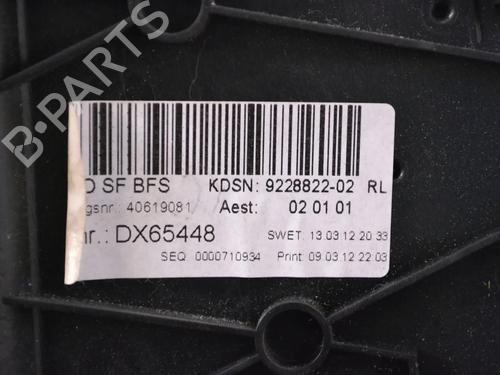 B-PARTS
D SF BFS KDSN: 9228822-02 RL
gsnr.: 40619081 Aest: 02 01 01
nr.: DX65448 SWET: 13.03.12 20:33
SEQ: 0000710934 Print: 09.03.12 22:03